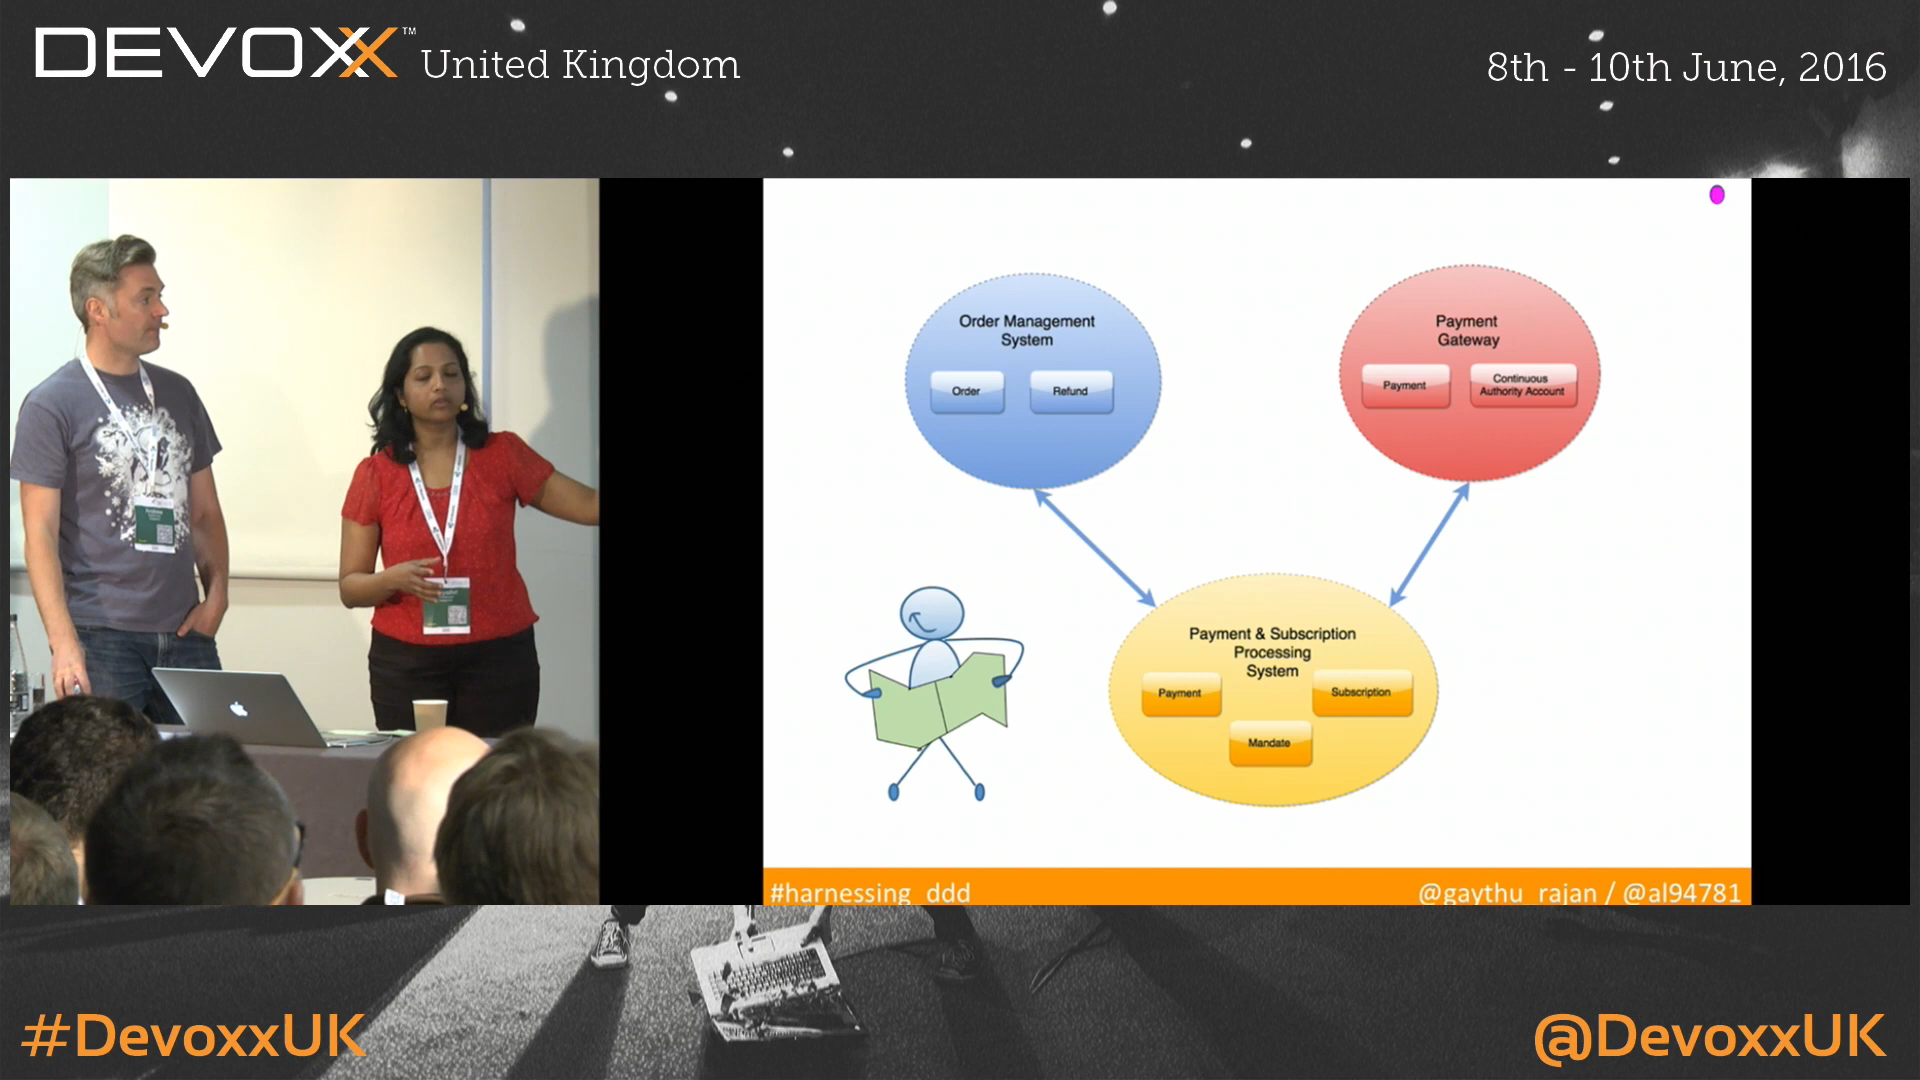 DEVOXX™ United Kingdom
8th - 10th June, 2016
Order Management
System
Order
Refund
Payment
Gateway
Payment
Continuous
Authority Account
Payment & Subscription
Processing
System
Payment
Subscription
Mandate
#harnessing_ddd
@gaythu_rajan / @al94781
#DevoxxUK
@DevoxxUK